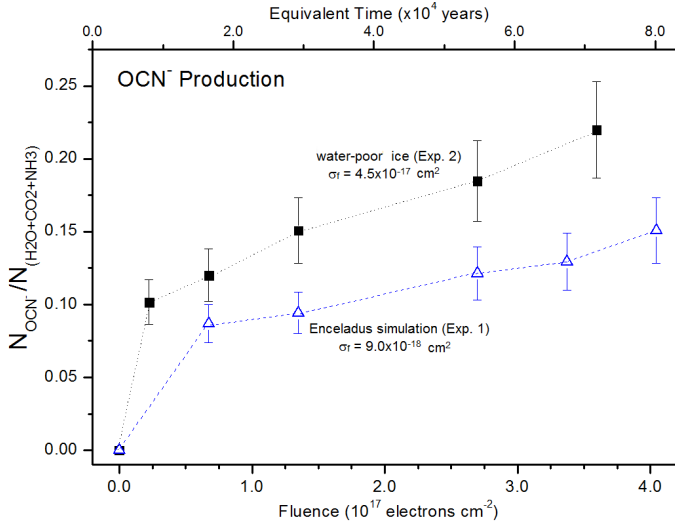 Equivalent Time (x10⁴ years)
0.0 2.0 4.0 6.0 8.0
OCN⁻ Production
0.25
0.20
0.15
0.10
0.05
0.00
N_OCN⁻/N_(H2O+CO2+NH3)
water-poor ice (Exp. 2)
σf = 4.5x10⁻¹⁷ cm²
Enceladus simulation (Exp. 1)
σf = 9.0x10⁻¹⁸ cm²
0.0 1.0 2.0 3.0 4.0
Fluence (10¹⁷ electrons cm⁻²)